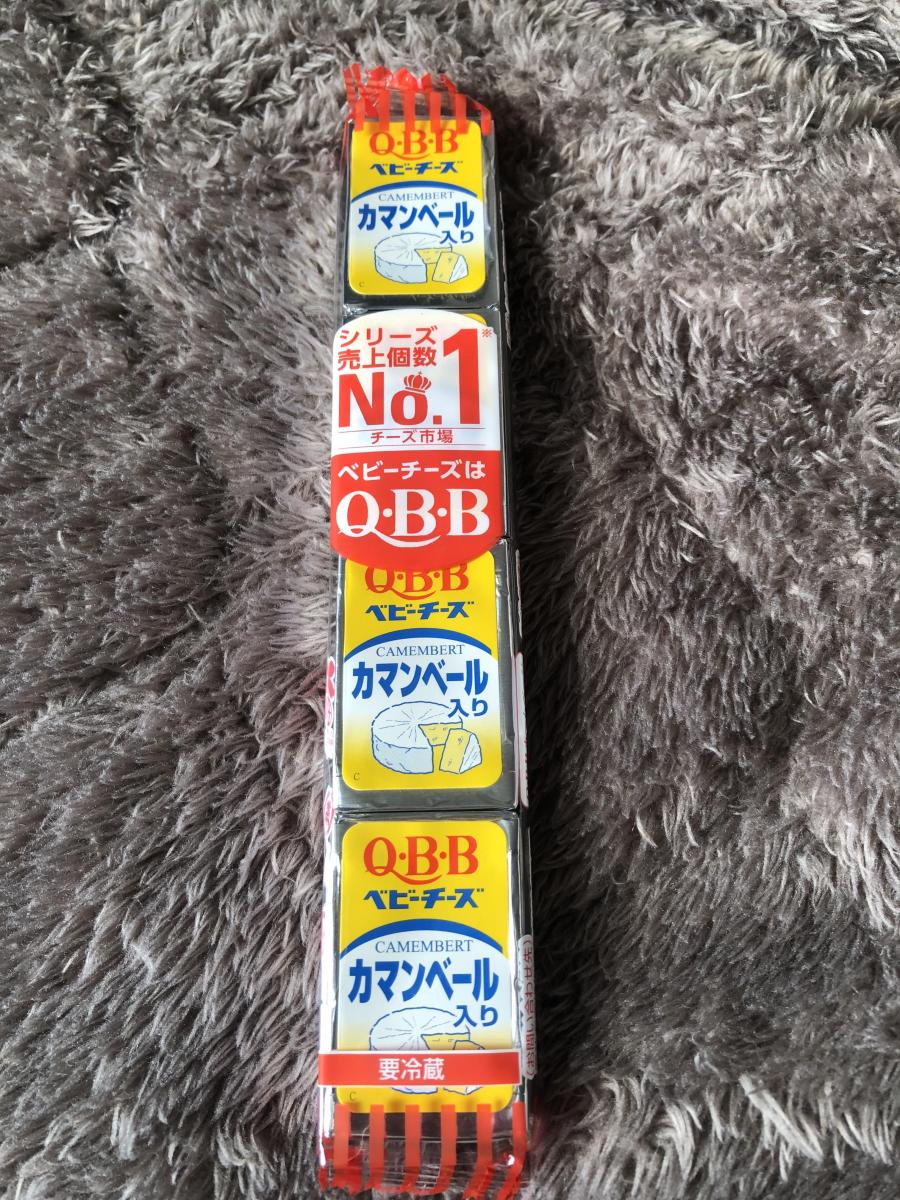 Q・B・B
ベビーチーズ
CAMEMBERT
カマンベール
入り
C
シリーズ
売上個数
No.1※
チーズ市場
ベビーチーズは
Q・B・B
Q・B・B
ベビーチーズ
CAMEMBERT
カマンベール
入り
C
Q・B・B
ベビーチーズ
CAMEMBERT
カマンベール
入り
要冷蔵
C